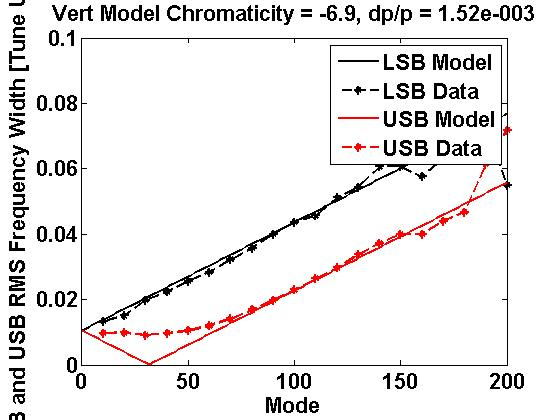 Vert Model Chromaticity = -6.9, dp/p = 1.52e-003
and USB RMS Frequency Width [Tune
0.1
0.08
0.06
0.04
0.02
0
LSB Model
LSB Data
USB Model
USB Data
0 50 100 150 200
Mode